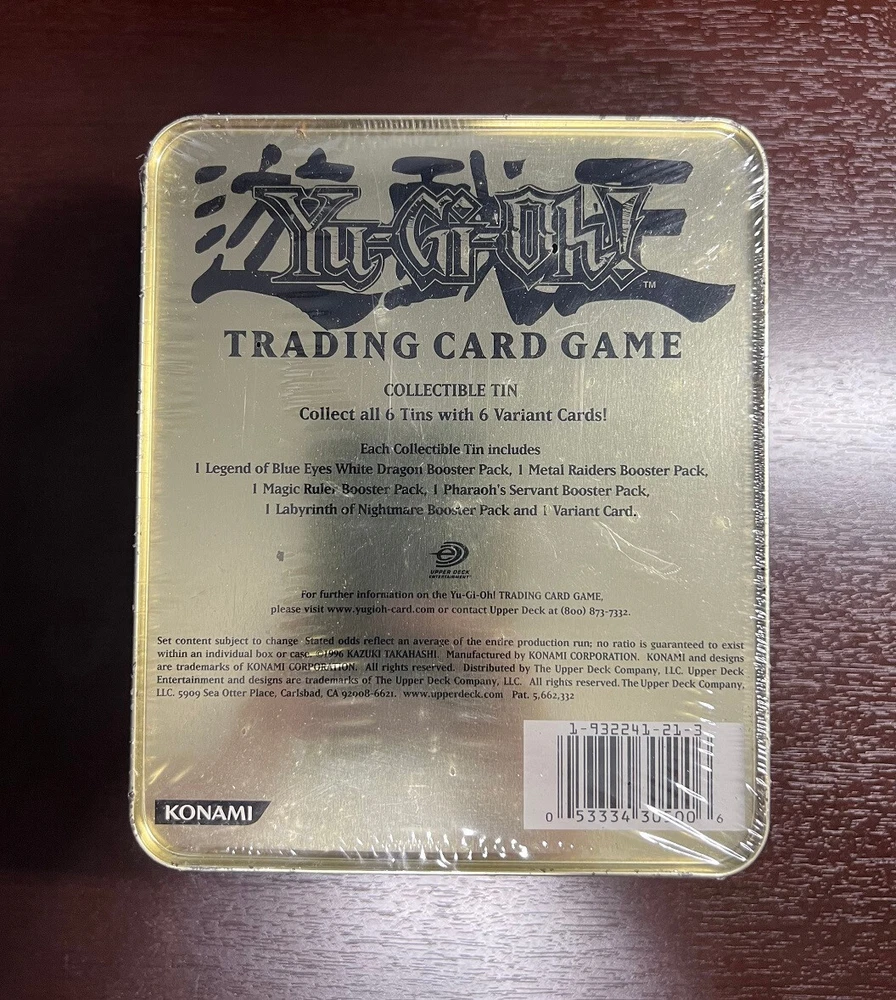 遊戯王
Yu-Gi-Oh!
TM
TRADING CARD GAME
COLLECTIBLE TIN
Collect all 6 Tins with 6 Variant Cards!
Each Collectible Tin includes
1 Legend of Blue Eyes White Dragon Booster Pack, 1 Metal Raiders Booster Pack,
1 Magic Ruler Booster Pack, 1 Pharaoh's Servant Booster Pack,
1 Labyrinth of Nightmare Booster Pack and 1 Variant Card.
UPPER DECK
ENTERTAINMENT
For further information on the Yu-Gi-Oh! TRADING CARD GAME,
please visit www.yugioh-card.com or contact Upper Deck at (800) 873-7332.
Set content subject to change. Stated odds reflect an average of the entire production run; no ratio is guaranteed to exist
within an individual box or case. ©1996 KAZUKI TAKAHASHI. Manufactured by KONAMI CORPORATION. KONAMI and designs
are trademarks of KONAMI CORPORATION. All rights reserved. Distributed by The Upper Deck Company, LLC. Upper Deck
Entertainment and designs are trademarks of The Upper Deck Company, LLC. All rights reserved. The Upper Deck Company,
LLC. 5909 Sea Otter Place, Carlsbad, CA 92008-6621. www.upperdeck.com Pat. 5,662,332
1-932241-21-3
0 53334 6
KONAMI